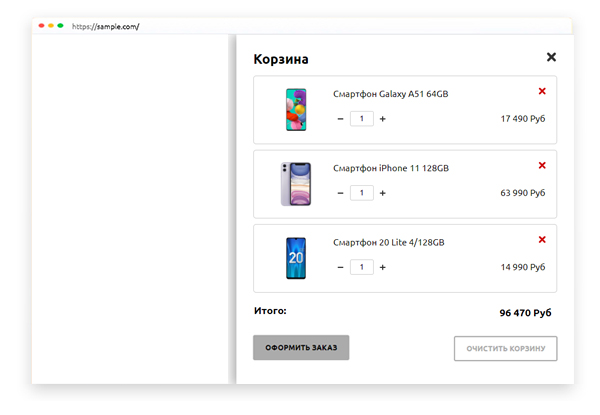 https://sample.com/
Корзина
Смартфон Galaxy A51 64GB
1
17 490 Руб
Смартфон iPhone 11 128GB
1
63 990 Руб
20
Смартфон 20 Lite 4/128GB
1
14 990 Руб
Итого:
96 470 Руб
ОФОРМИТЬ ЗАКАЗ
ОЧИСТИТЬ КОРЗИНУ